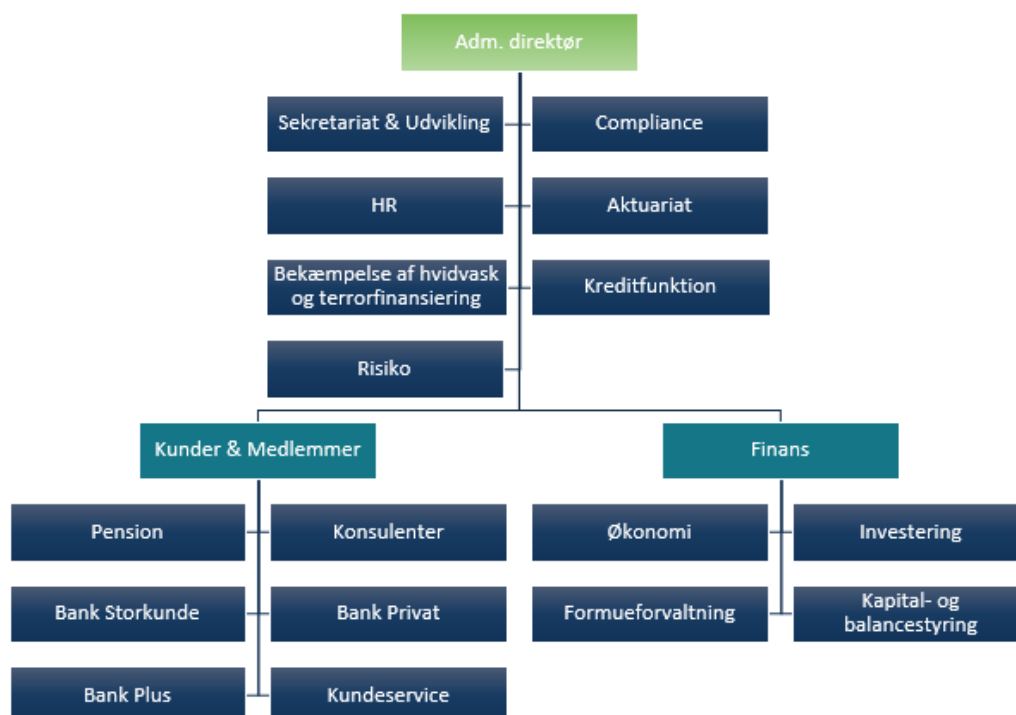 Adm. direktør
Sekretariat & Udvikling
Compliance
HR
Aktuariat
Bekæmpelse af hvidvask
og terrorfinansiering
Kreditfunktion
Risiko
Kunder & Medlemmer
Finans
Pension
Konsulenter
Økonomi
Investering
Bank Storkunde
Bank Privat
Formueforvaltning
Kapital- og
balancestyring
Bank Plus
Kundeservice